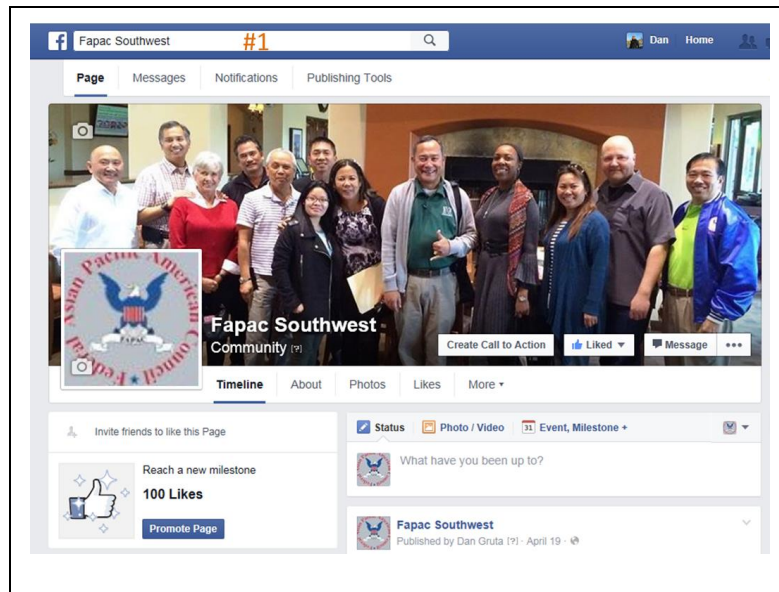 Fapac Southwest #1
Dan Home
Page Messages Notifications Publishing Tools
Federal Asian Pacific American Council
FAPAC
Fapac Southwest
Community [?]
Create Call to Action Liked Message
Timeline About Photos Likes More
Invite friends to like this Page
Reach a new milestone
100 Likes
Promote Page
Status Photo / Video 31 Event, Milestone +
What have you been up to?
Fapac Southwest
Published by Dan Gruta [?] · April 19 ·